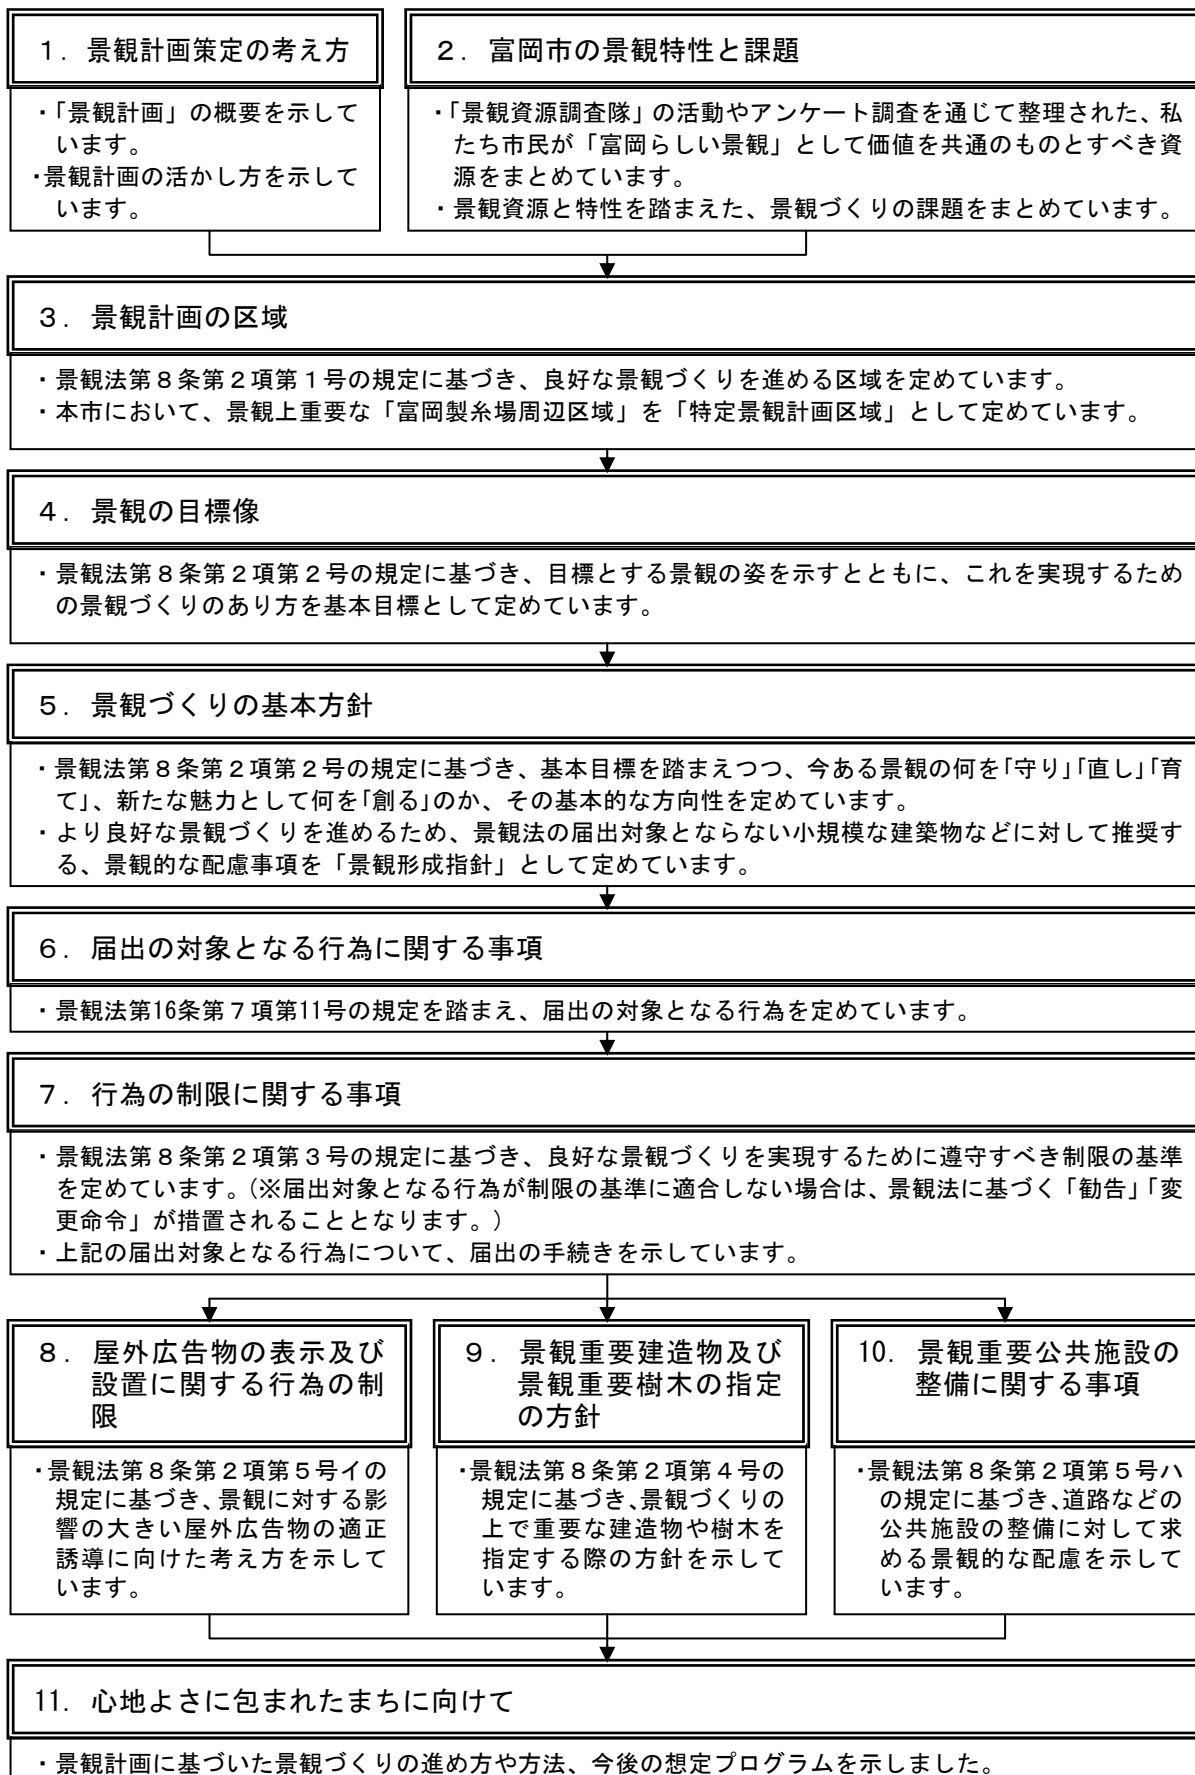 １．景観計画策定の考え方
・「景観計画」の概要を示して
います。
・景観計画の活かし方を示して
います。
２．富岡市の景観特性と課題
・「景観資源調査隊」の活動やアンケート調査を通じて整理された、私
たち市民が「富岡らしい景観」として価値を共通のものとすべき資
源をまとめています。
・景観資源と特性を踏まえた、景観づくりの課題をまとめています。
３．景観計画の区域
・景観法第８条第２項第１号の規定に基づき、良好な景観づくりを進める区域を定めています。
・本市において、景観上重要な「富岡製糸場周辺区域」を「特定景観計画区域」として定めています。
４．景観の目標像
・景観法第８条第２項第２号の規定に基づき、目標とする景観の姿を示すとともに、これを実現するため
の景観づくりのあり方を基本目標として定めています。
５．景観づくりの基本方針
・景観法第８条第２項第２号の規定に基づき、基本目標を踏まえつつ、今ある景観の何を「守り」「直し」「育
て」、新たな魅力として何を「創る」のか、その基本的な方向性を定めています。
・より良好な景観づくりを進めるため、景観法の届出対象とならない小規模な建築物などに対して推奨す
る、景観的な配慮事項を「景観形成指針」として定めています。
６．届出の対象となる行為に関する事項
・景観法第16条第７項第11号の規定を踏まえ、届出の対象となる行為を定めています。
７．行為の制限に関する事項
・景観法第８条第２項第３号の規定に基づき、良好な景観づくりを実現するために遵守すべき制限の基準
を定めています。（※届出対象となる行為が制限の基準に適合しない場合は、景観法に基づく「勧告」「変
更命令」が措置されることとなります。）
・上記の届出対象となる行為について、届出の手続きを示しています。
８．屋外広告物の表示及び
設置に関する行為の制
限
・景観法第８条第２項第５号イの
規定に基づき、景観に対する影
響の大きい屋外広告物の適正
誘導に向けた考え方を示して
います。
９．景観重要建造物及び
景観重要樹木の指定
の方針
・景観法第８条第２項第４号の
規定に基づき、景観づくりの
上で重要な建造物や樹木を
指定する際の方針を示して
います。
10．景観重要公共施設の
整備に関する事項
・景観法第８条第２項第５号ハ
の規定に基づき、道路などの
公共施設の整備に対して求
める景観的な配慮を示して
います。
11．心地よさに包まれたまちに向けて
・景観計画に基づいた景観づくりの進め方や方法、今後の想定プログラムを示しました。